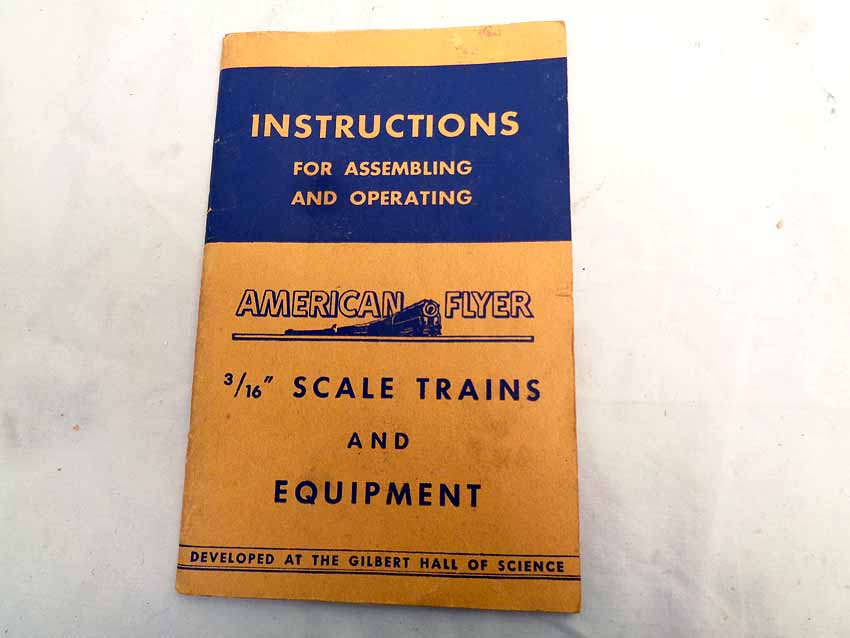 INSTRUCTIONS
FOR ASSEMBLING
AND OPERATING
AMERICAN FLYER
3/16" SCALE TRAINS
AND
EQUIPMENT
DEVELOPED AT THE GILBERT HALL OF SCIENCE